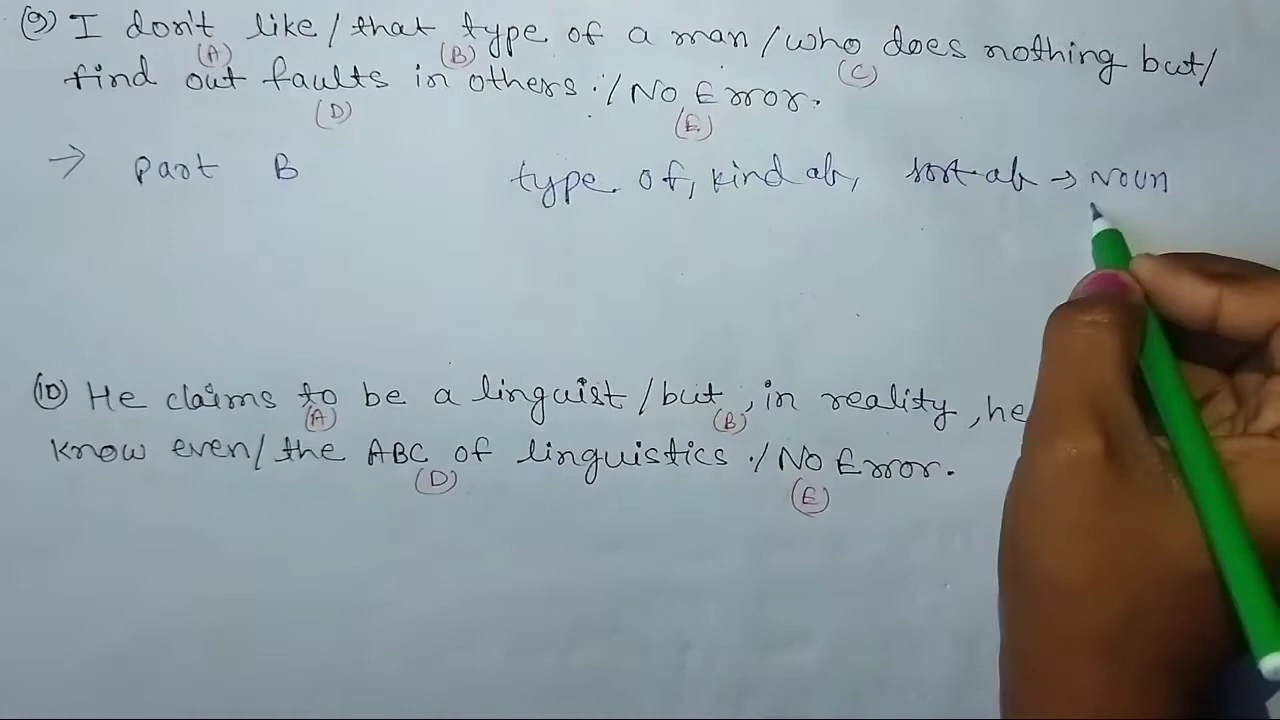 (9) I don't like/that type of a man/who does nothing but/
(A) (B) (C)
find out faults in others./No Error.
(D) (E)
→ Part B type of, kind of, sort of → Noun
(10) He claims to be a linguist/but, in reality, he
(A) (B)
know even/the ABC of linguistics./No Error.
(D) (E)